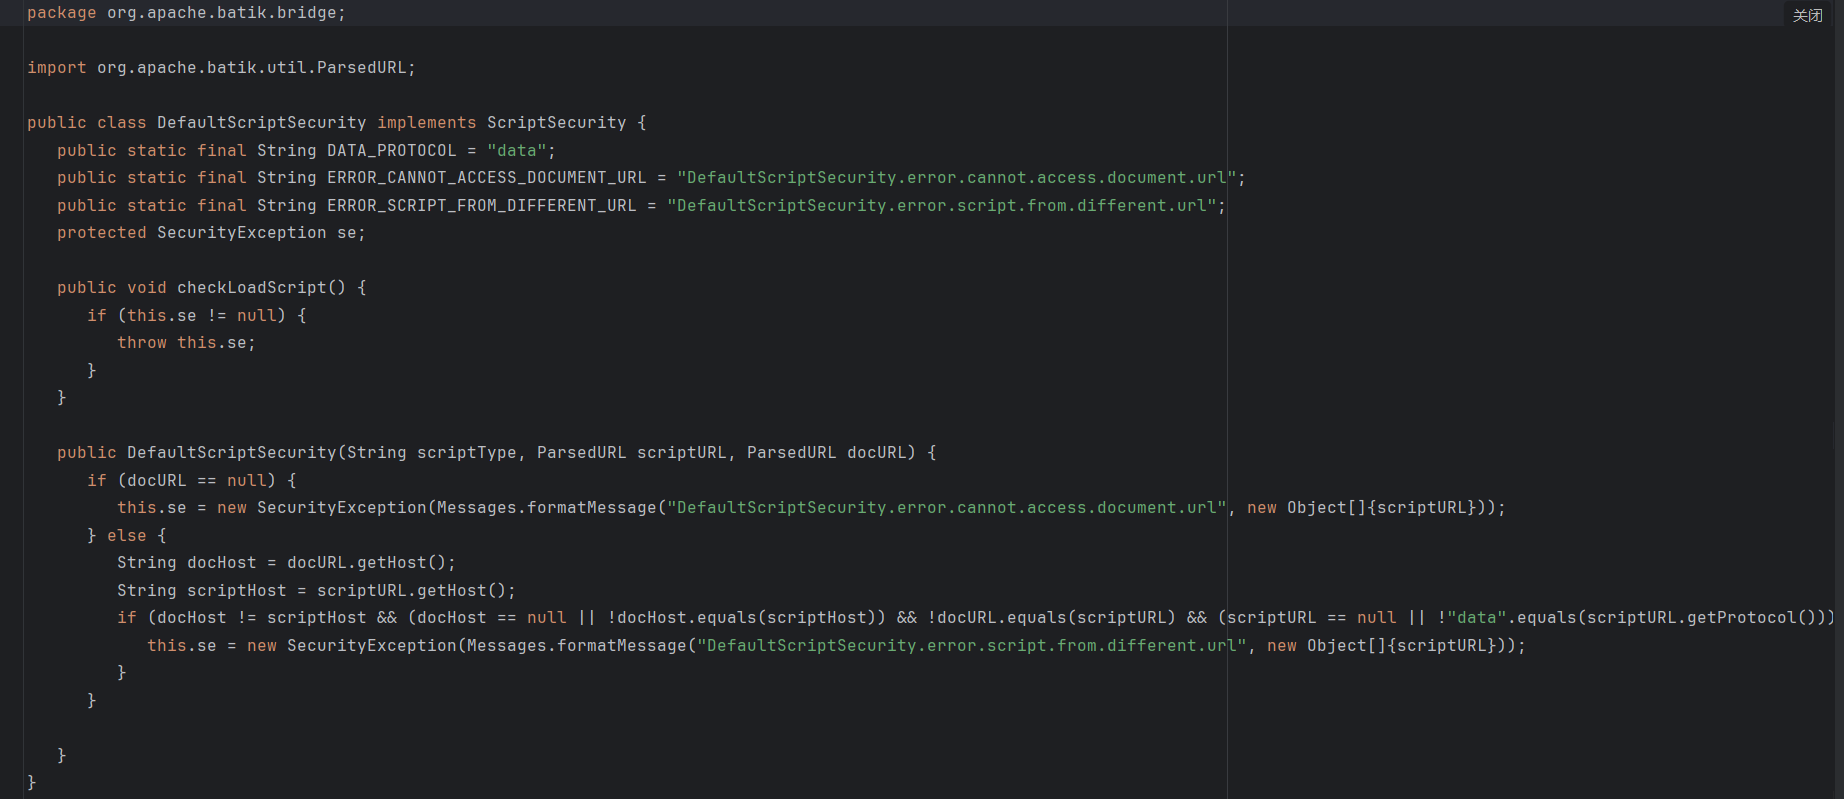 package org.apache.batik.bridge;
关闭
import org.apache.batik.util.ParsedURL;
public class DefaultScriptSecurity implements ScriptSecurity {
public static final String DATA_PROTOCOL = "data";
public static final String ERROR_CANNOT_ACCESS_DOCUMENT_URL = "DefaultScriptSecurity.error.cannot.access.document.url";
public static final String ERROR_SCRIPT_FROM_DIFFERENT_URL = "DefaultScriptSecurity.error.script.from.different.url";
protected SecurityException se;
public void checkLoadScript() {
if (this.se != null) {
throw this.se;
}
}
public DefaultScriptSecurity(String scriptType, ParsedURL scriptURL, ParsedURL docURL) {
if (docURL == null) {
this.se = new SecurityException(Messages.formatMessage("DefaultScriptSecurity.error.cannot.access.document.url", new Object[]{scriptURL}));
} else {
String docHost = docURL.getHost();
String scriptHost = scriptURL.getHost();
if (docHost != scriptHost && (docHost == null || !docHost.equals(scriptHost)) && !docURL.equals(scriptURL) && (scriptURL == null || !"data".equals(scriptURL.getProtocol()))
this.se = new SecurityException(Messages.formatMessage("DefaultScriptSecurity.error.script.from.different.url", new Object[]{scriptURL}));
}
}
}
}